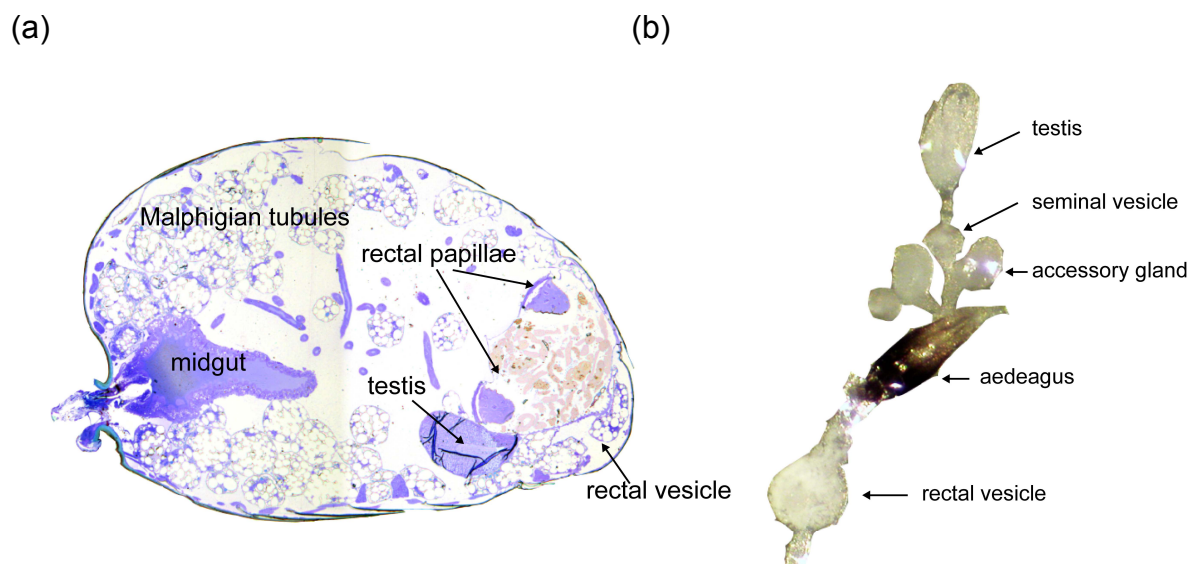 (a)
(b)
Malphigian tubules
rectal papillae
midgut
testis
rectal vesicle
testis
seminal vesicle
accessory gland
aedeagus
rectal vesicle